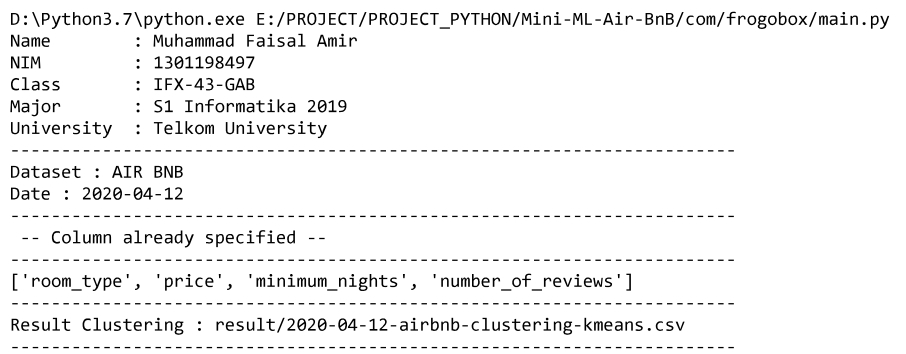 D:\Python3.7\python.exe E:/PROJECT/PROJECT_PYTHON/Mini-ML-Air-BnB/com/frogobox/main.py
Name        : Muhammad Faisal Amir
NIM         : 1301198497
Class       : IFX-43-GAB
Major       : S1 Informatika 2019
University  : Telkom University
-----------------------------------------------------------------------
Dataset : AIR BNB
Date : 2020-04-12
-----------------------------------------------------------------------
 -- Column already specified --
-----------------------------------------------------------------------
['room_type', 'price', 'minimum_nights', 'number_of_reviews']
-----------------------------------------------------------------------
Result Clustering : result/2020-04-12-airbnb-clustering-kmeans.csv
-----------------------------------------------------------------------